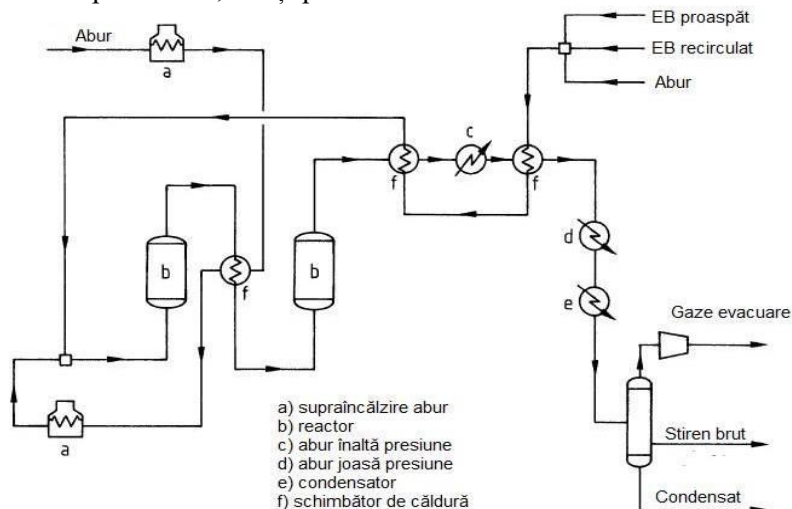 Abur
a
EB proaspăt
EB recirculat
Abur
c
f
f
b
f
b
d
e
a
Gaze evacuare
Stiren brut
Condensat
a) supraîncălzire abur
b) reactor
c) abur înaltă presiune
d) abur joasă presiune
e) condensator
f) schimbător de căldură